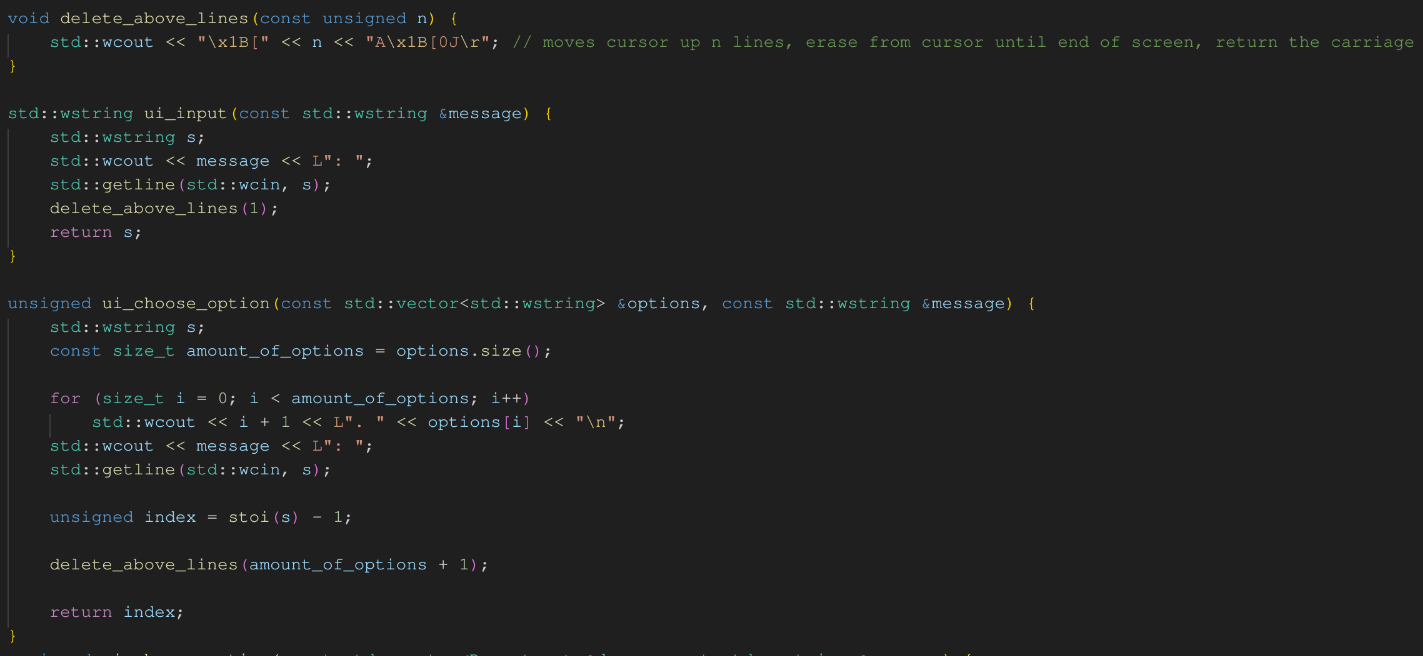 void delete_above_lines(const unsigned n) {
    std::wcout << "\x1B[" << n << "A\x1B[0J\r"; // moves cursor up n lines, erase from cursor until end of screen, return the carriage
}
std::wstring ui_input(const std::wstring &message) {
    std::wstring s;
    std::wcout << message << L": ";
    std::getline(std::wcin, s);
    delete_above_lines(1);
    return s;
}
unsigned ui_choose_option(const std::vector<std::wstring> &options, const std::wstring &message) {
    std::wstring s;
    const size_t amount_of_options = options.size();
    for (size_t i = 0; i < amount_of_options; i++)
        std::wcout << i + 1 << L". " << options[i] << "\n";
    std::wcout << message << L": ";
    std::getline(std::wcin, s);
    unsigned index = stoi(s) - 1;
    delete_above_lines(amount_of_options + 1);
    return index;
}